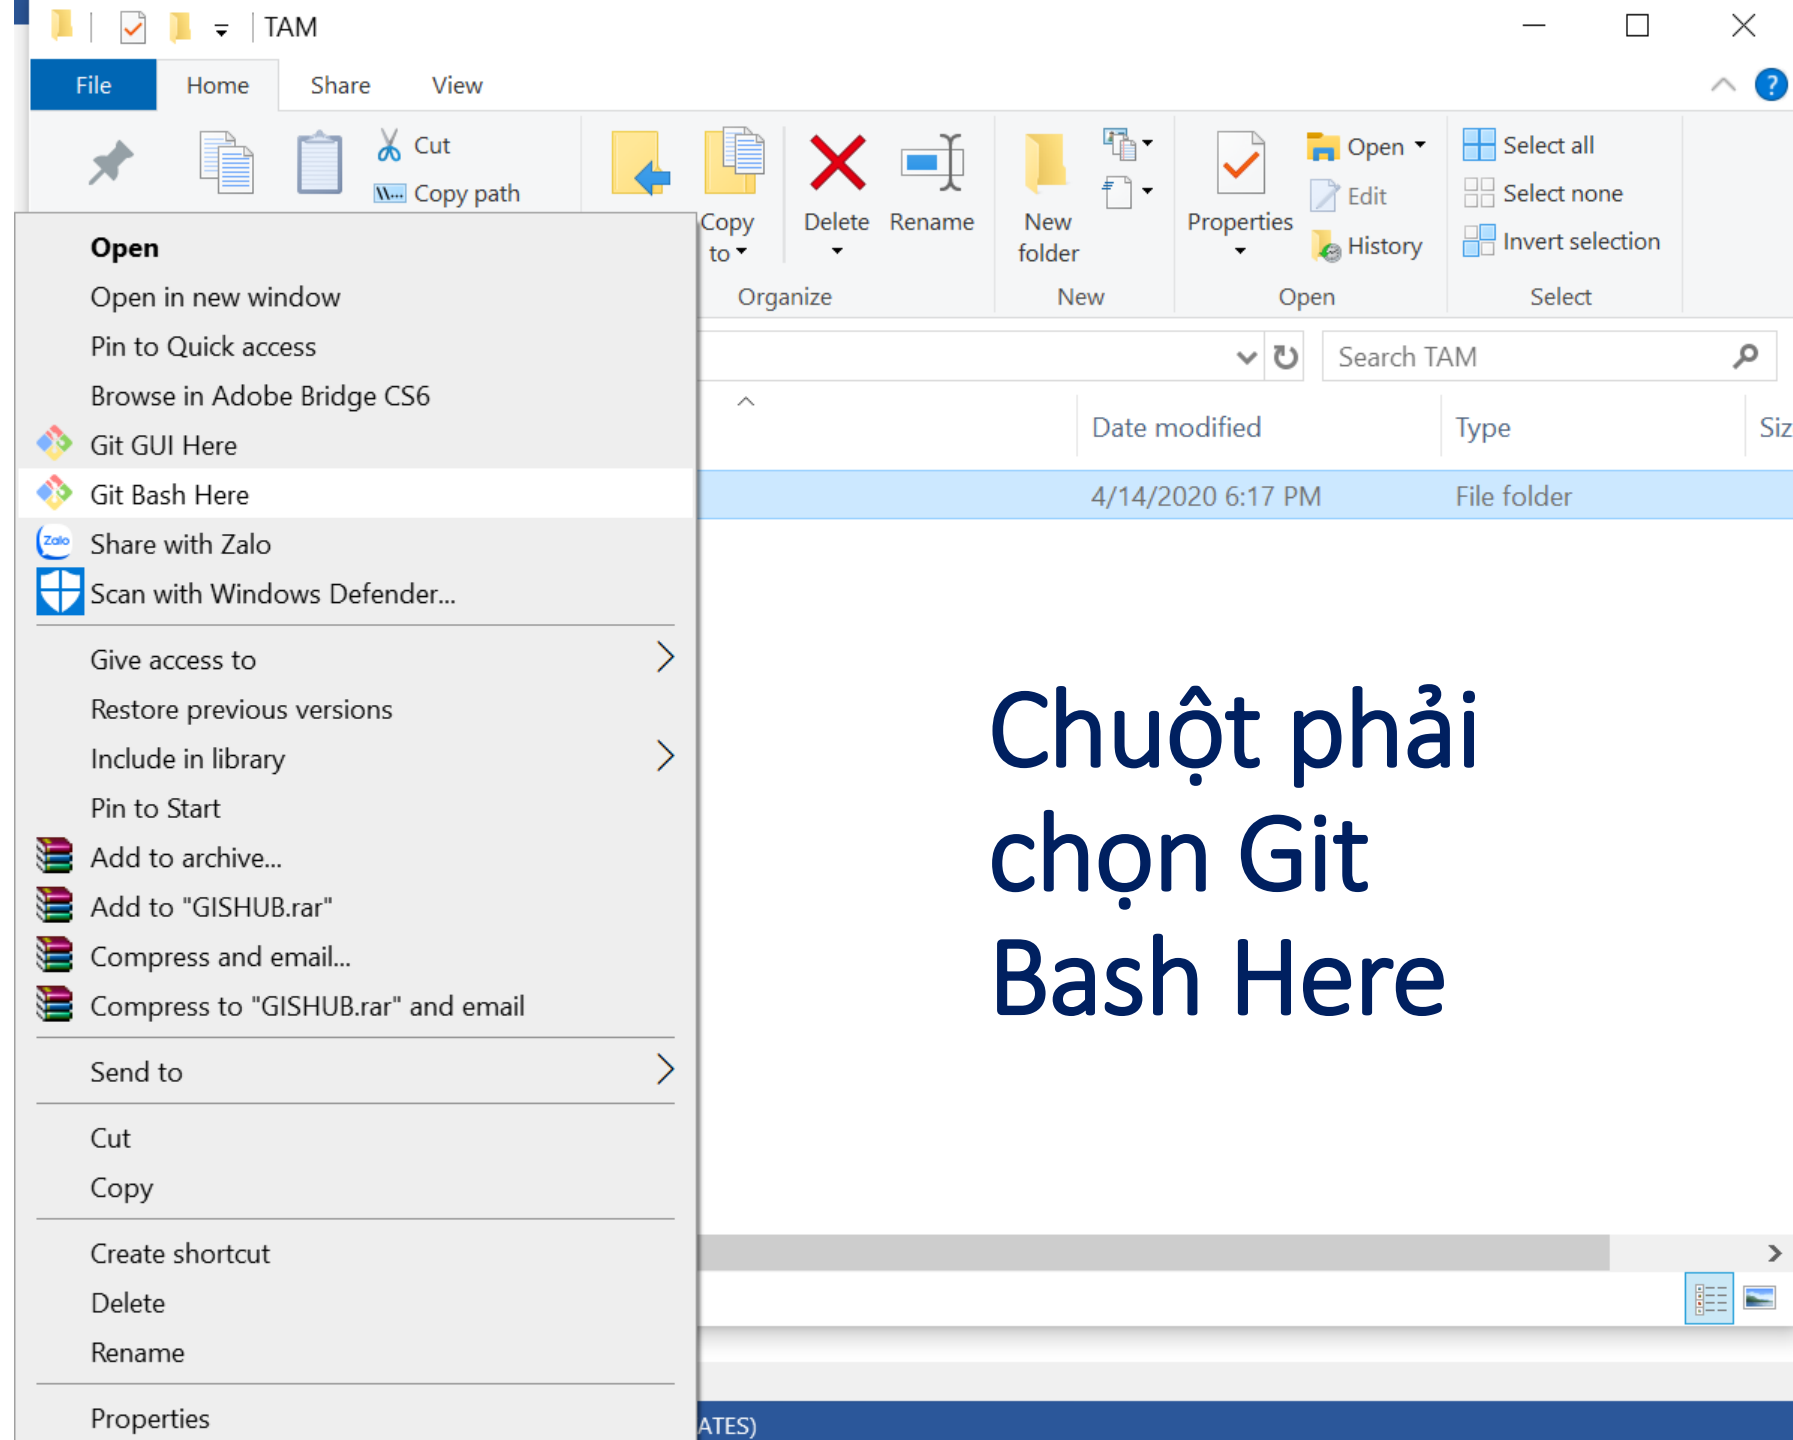 TAM
File Home Share View
Cut
Copy path
Copy to
Delete
Rename
New folder
Properties
Open
Edit
History
Select all
Select none
Invert selection
Organize New Open Select
Search TAM
Date modified Type Siz
4/14/2020 6:17 PM File folder
Open
Open in new window
Pin to Quick access
Browse in Adobe Bridge CS6
Git GUI Here
Git Bash Here
Zalo Share with Zalo
Scan with Windows Defender...
Give access to
Restore previous versions
Include in library
Pin to Start
Add to archive...
Add to "GISHUB.rar"
Compress and email...
Compress to "GISHUB.rar" and email
Send to
Cut
Copy
Create shortcut
Delete
Rename
Properties
Chuột phải
chọn Git
Bash Here
ATES)